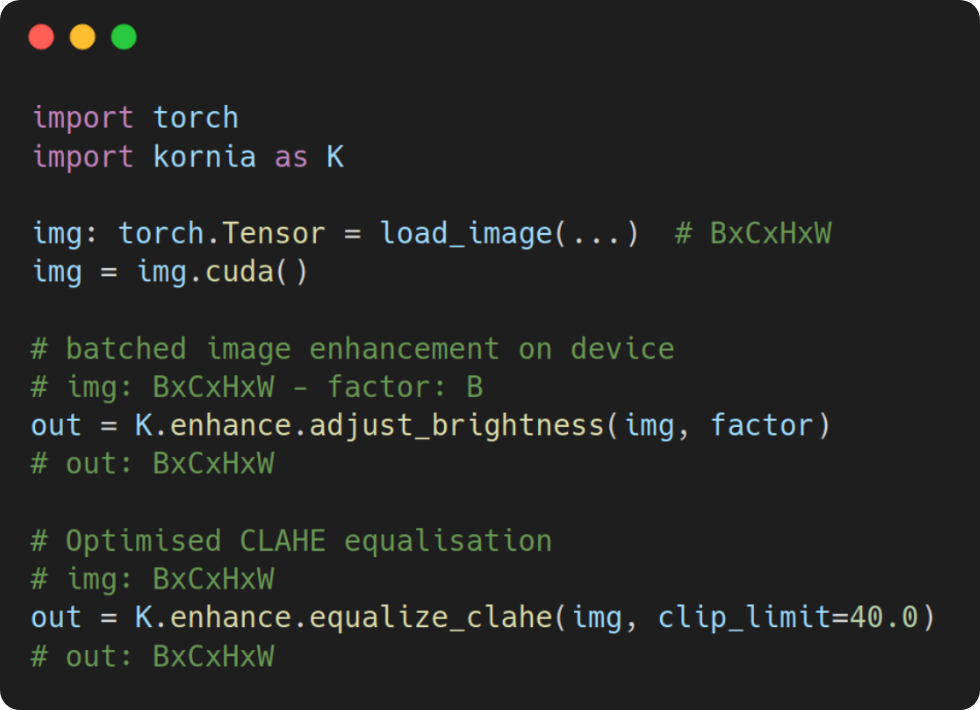 import torch
import kornia as K
img: torch.Tensor = load_image(...)  # BxCxHxW
img = img.cuda()
# batched image enhancement on device
# img: BxCxHxW - factor: B
out = K.enhance.adjust_brightness(img, factor)
# out: BxCxHxW
# Optimised CLAHE equalisation
# img: BxCxHxW
out = K.enhance.equalize_clahe(img, clip_limit=40.0)
# out: BxCxHxW